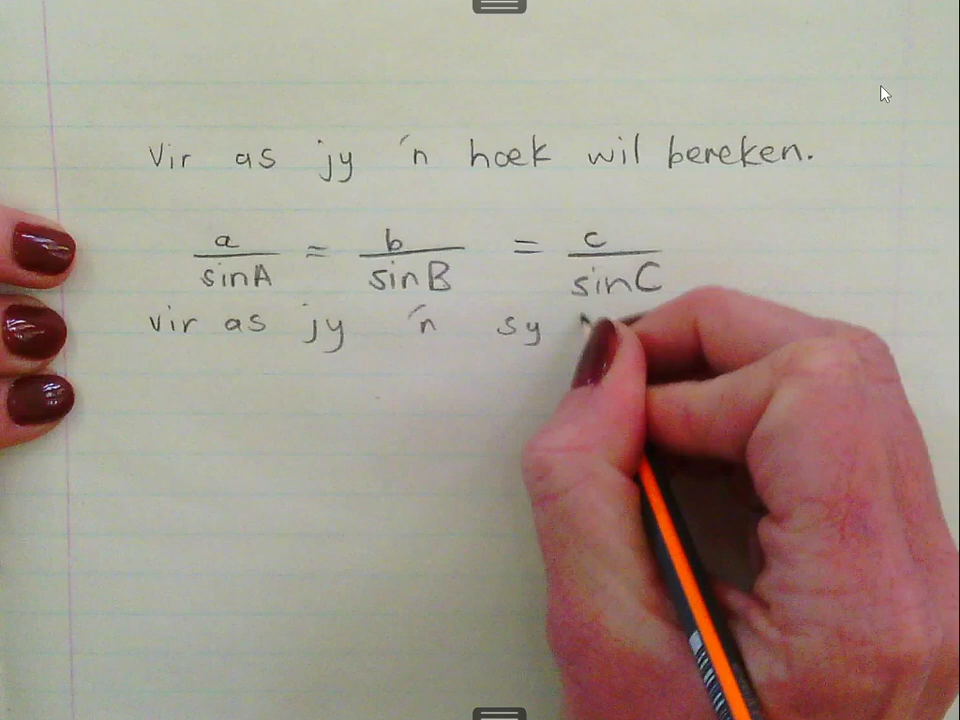 Vir as jy 'n hoek wil bereken.
a/sinA = b/sinB = c/sinC
vir as jy 'n sy